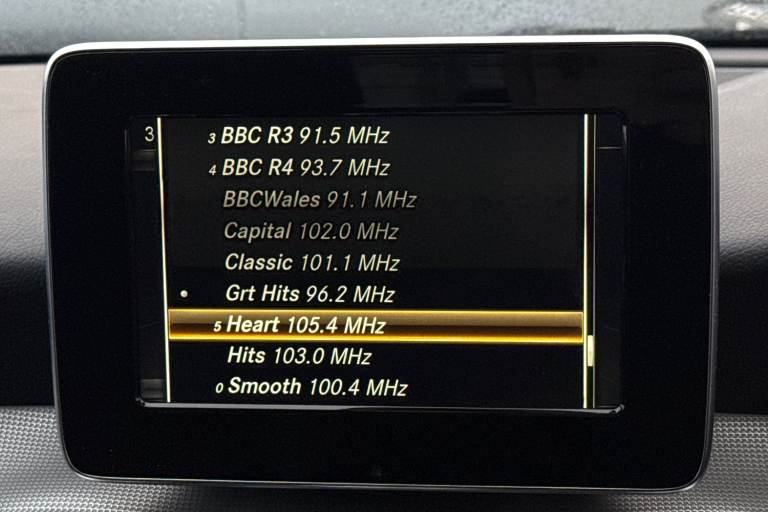 3
3 BBC R3 91.5 MHz
4 BBC R4 93.7 MHz
BBCWales 91.1 MHz
Capital 102.0 MHz
Classic 101.1 MHz
Grt Hits 96.2 MHz
5 Heart 105.4 MHz
Hits 103.0 MHz
0 Smooth 100.4 MHz